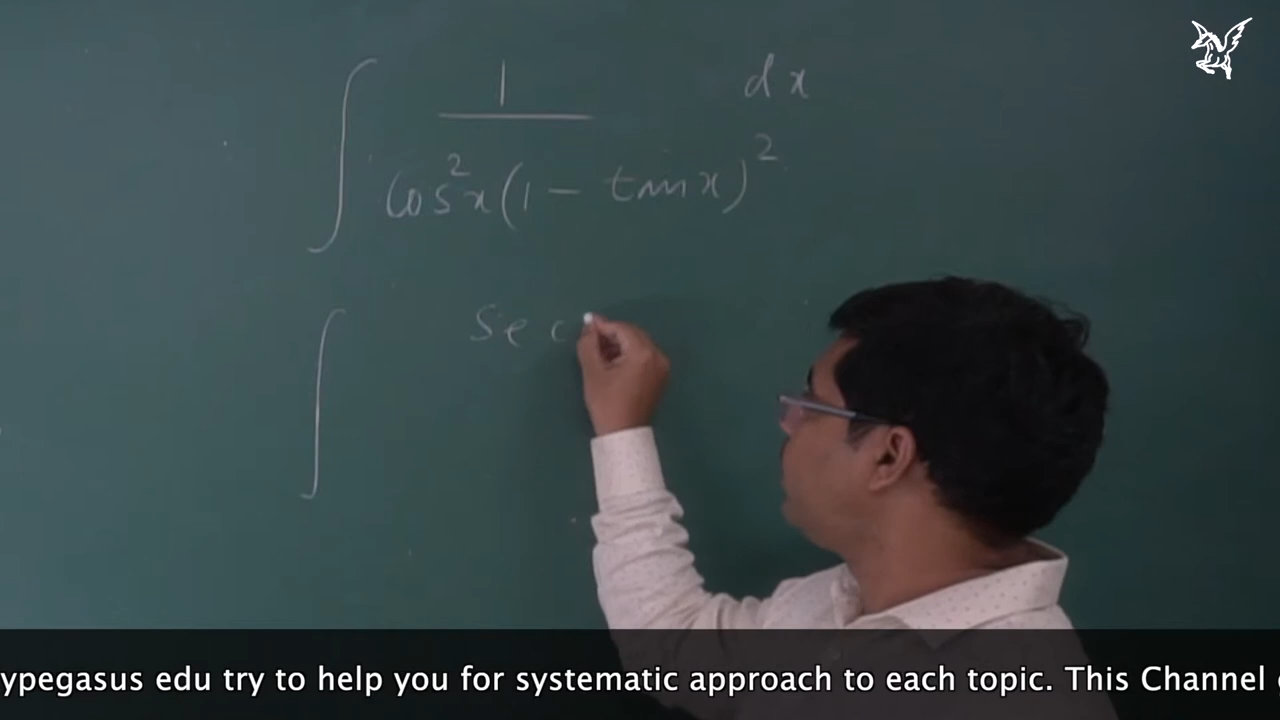 ∫ 1 dx
cos²x(1 - tanx)²
∫ sec
ypegasus edu try to help you for systematic approach to each topic. This Channel